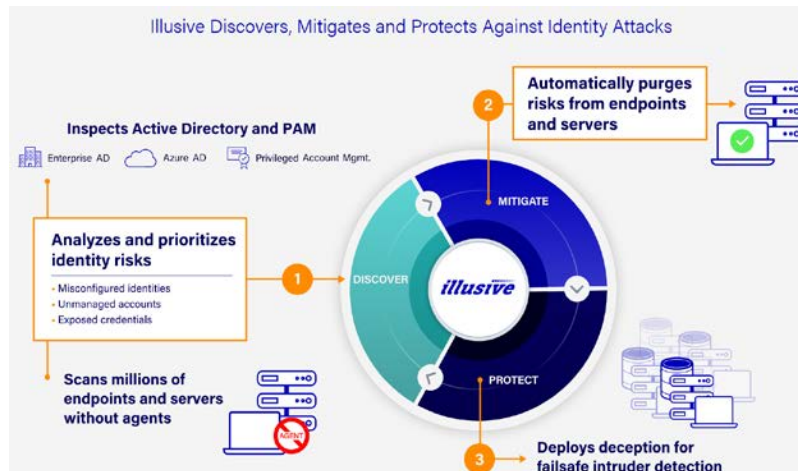 Illusive Discovers, Mitigates and Protects Against Identity Attacks
Inspects Active Directory and PAM
Enterprise AD
Azure AD
Privileged Account Mgmt.
Analyzes and prioritizes
identity risks
• Misconfigured identities
• Unmanaged accounts
• Exposed credentials
Scans millions of
endpoints and servers
without agents
AGENT
1
DISCOVER
2
Automatically purges
risks from endpoints
and servers
MITIGATE
illusive
PROTECT
3
Deploys deception for
failsafe intruder detection